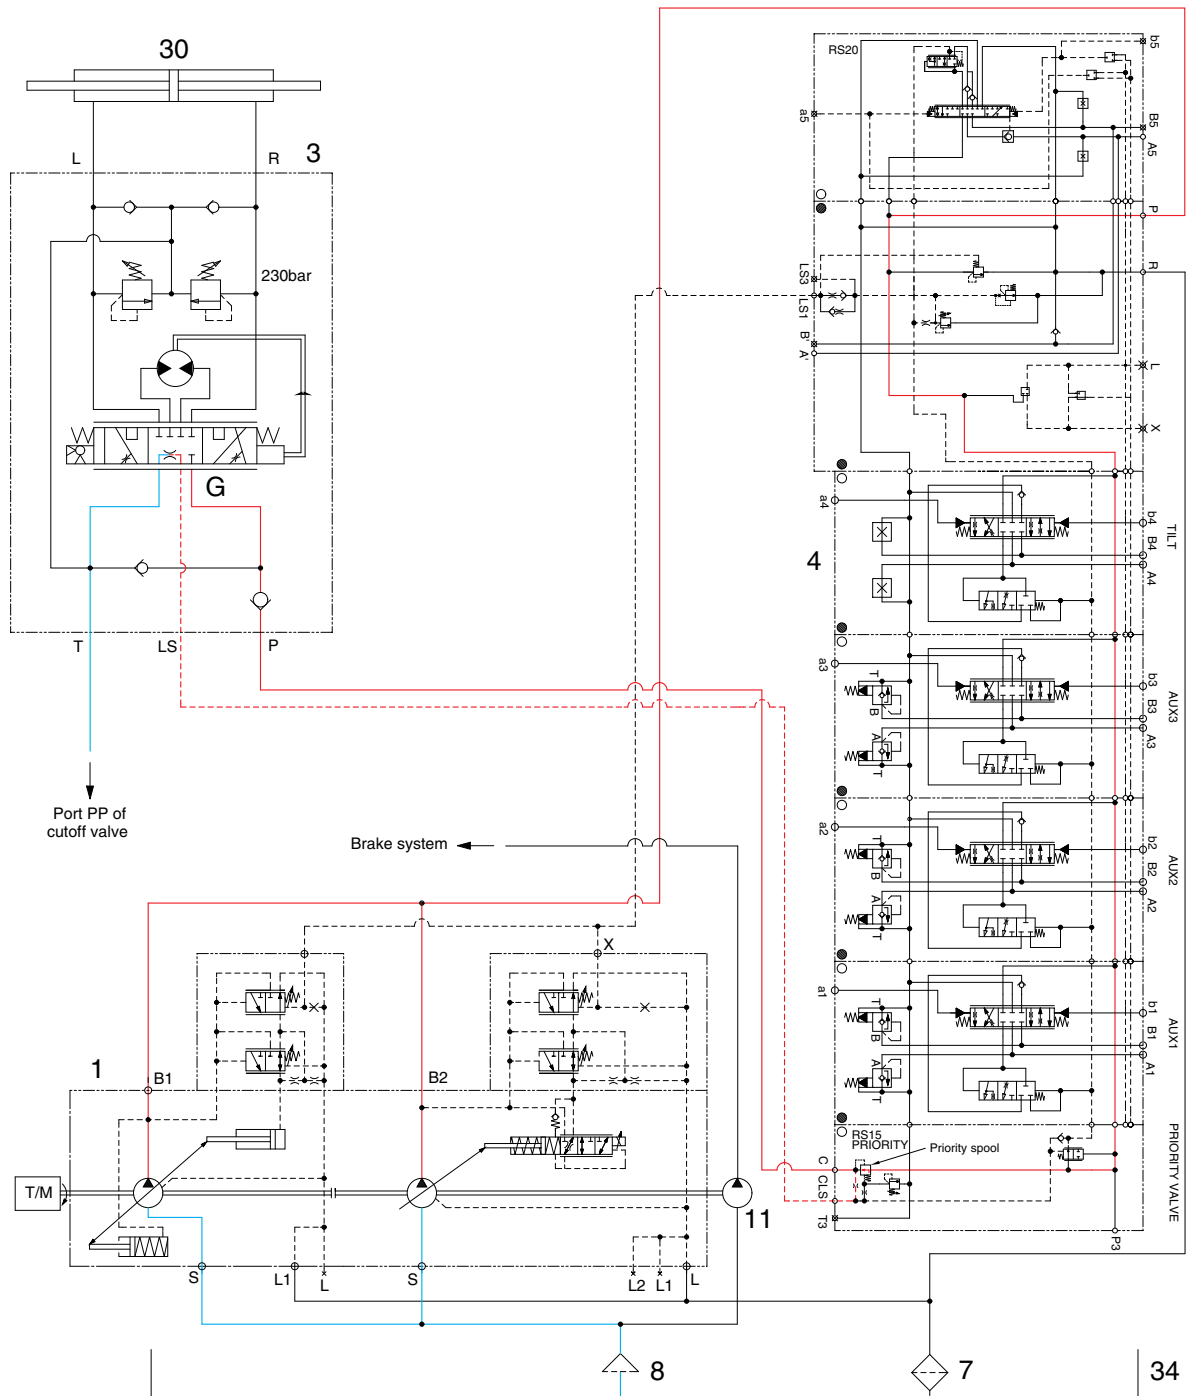 30
L
R
3
230bar
G
T
LS
P
Port PP of
cutoff valve
Brake system
RS20
a5
b5
B5
A5
P
R
LS3
LS1
B'
A'
L
X
4
a4
b4
B4
A4
TILT
a3
b3
B3
A3
AUX3
T
B
A
T
a2
b2
B2
A2
AUX2
B
A
T
a1
b1
B1
A1
AUX1
T
B
A
T
RS15
PRIORITY
Priority spool
PRIORITY VALVE
C
CLS
T3
P3
X
1
B1
B2
T/M
11
S
L1
L
S
L2
L1
L
8
7
34